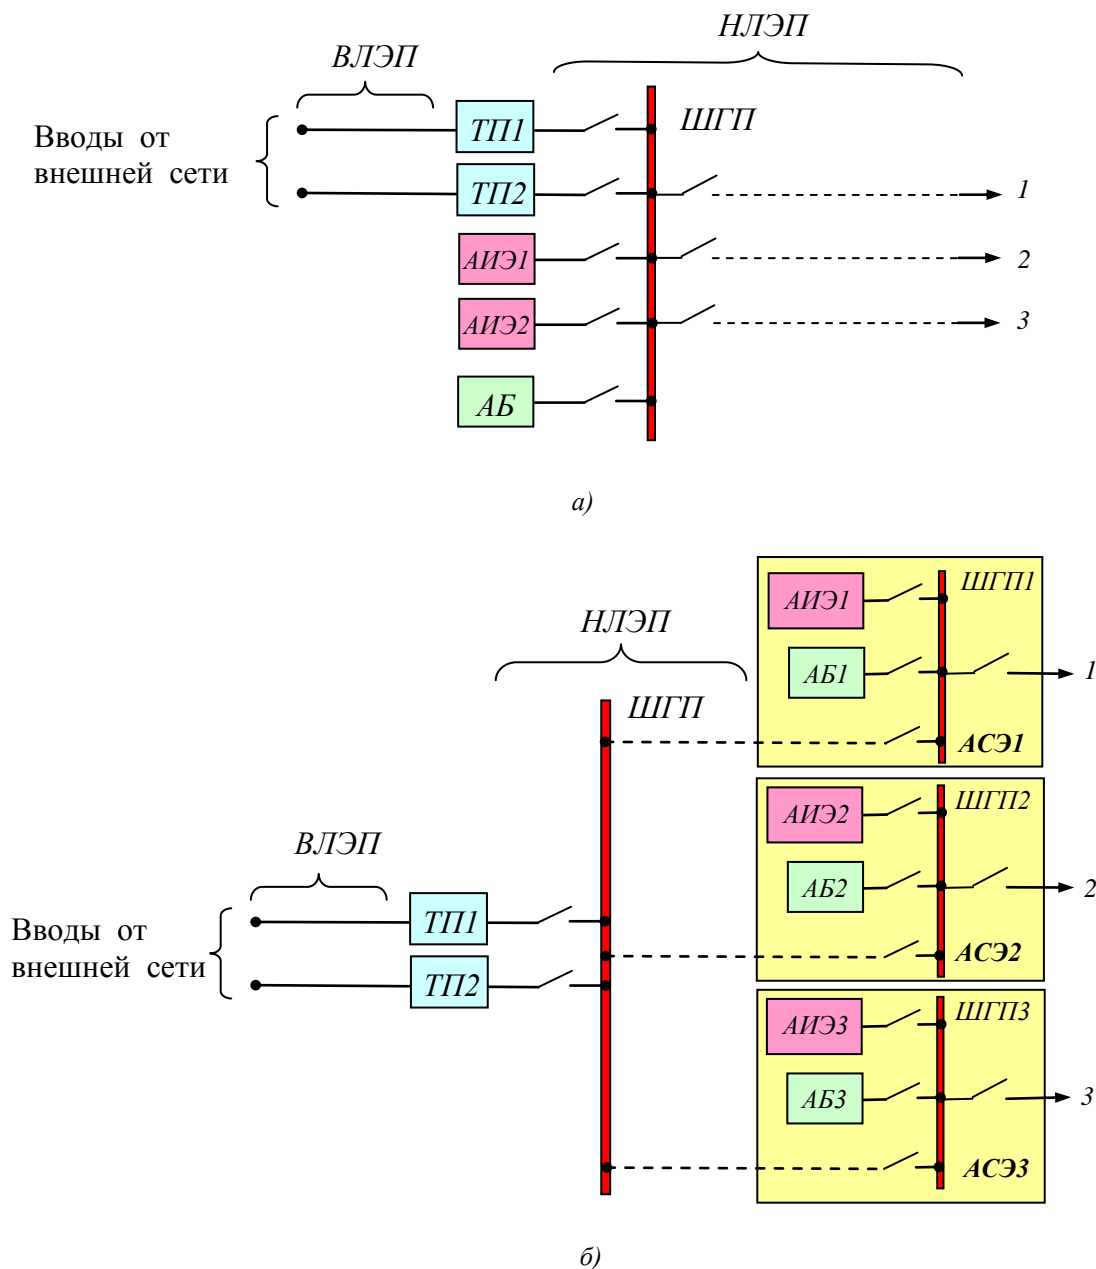 НЛЭП
ВЛЭП
Вводы от
внешней сети
ТП1
ШГП
ТП2
1
АИЭ1
2
АИЭ2
3
АБ
а)
АИЭ1
ШГП1
НЛЭП
АБ1
1
ШГП
АСЭ1
АИЭ2
ШГП2
ВЛЭП
АБ2
2
Вводы от
внешней сети
ТП1
АСЭ2
ТП2
АИЭ3
ШГП3
АБ3
3
АСЭ3
б)